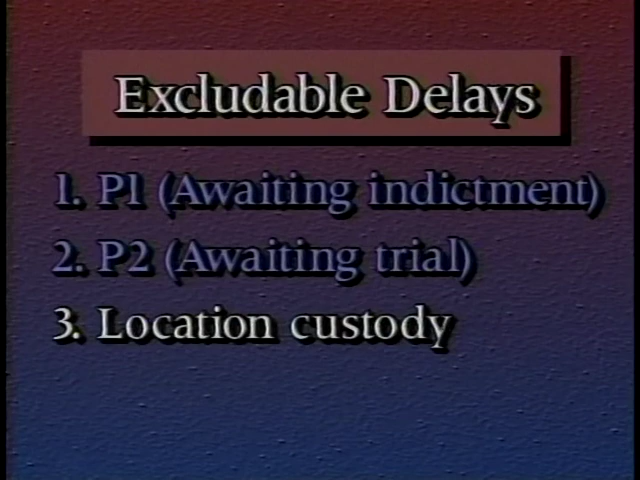 Excludable Delays
1. P1 (Awaiting indictment)
2. P2 (Awaiting trial)
3. Location custody